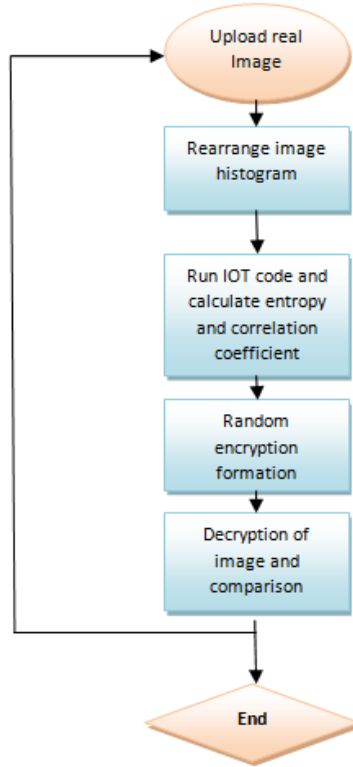 Upload real
Image
Rearrange image
histogram
Run IOT code and
calculate entropy
and correlation
coefficient
Random
encryption
formation
Decryption of
image and
comparison
End